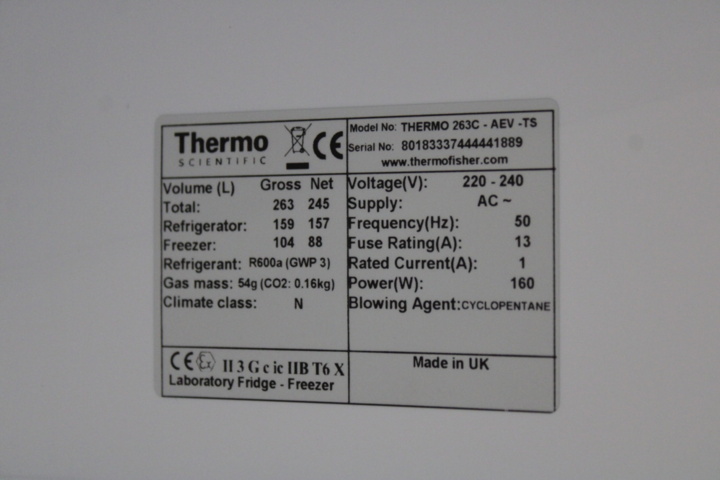 Thermo
SCIENTIFIC
CE
Model No: THERMO 263C - AEV -TS
Serial No: 80183337444441889
www.thermofisher.com
Volume (L) Gross Net
Total: 263 245
Refrigerator: 159 157
Freezer: 104 88
Refrigerant: R600a (GWP 3)
Gas mass: 54g (CO2: 0.16kg)
Climate class: N
Voltage(V): 220 - 240
Supply: AC ~
Frequency(Hz): 50
Fuse Rating(A): 13
Rated Current(A): 1
Power(W): 160
Blowing Agent:CYCLOPENTANE
CE Ex II 3 G c ic IIB T6 X
Laboratory Fridge - Freezer
Made in UK